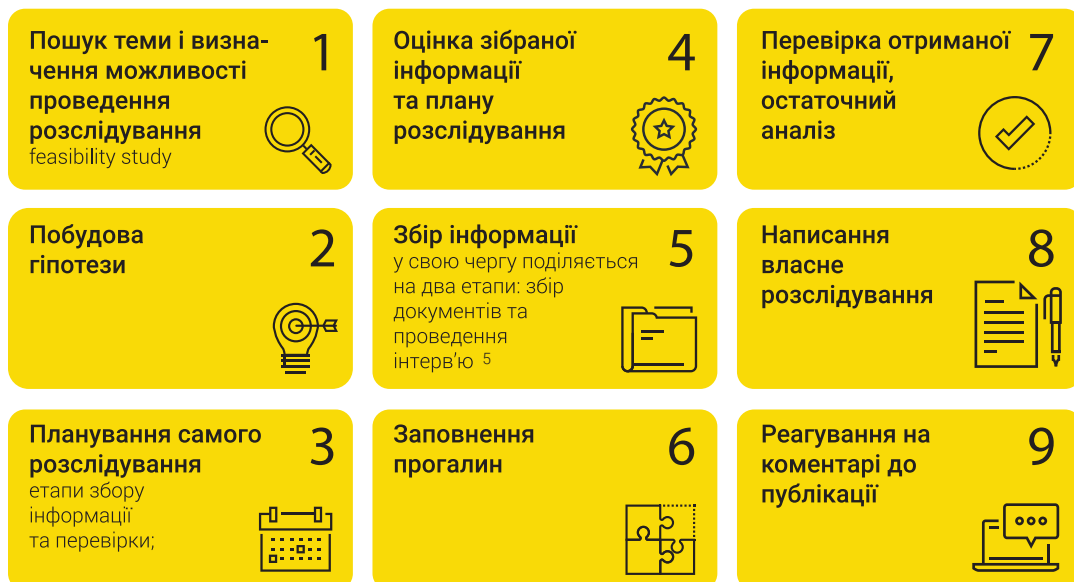 Пошук теми і визна-
чення можливості
проведення
розслідування
feasibility study
1
Побудова
гіпотези
2
Планування самого
розслідування
етапи збору
інформації
та перевірки;
3
Оцінка зібраної
інформації
та плану
розслідування
4
Збір інформації
у свою чергу поділяється
на два етапи: збір
документів та
проведення
інтерв'ю 5
5
Заповнення
прогалин
6
Перевірка отриманої
інформації,
остаточний
аналіз
7
Написання
власне
розслідування
8
Реагування на
коментарі до
публікації
9